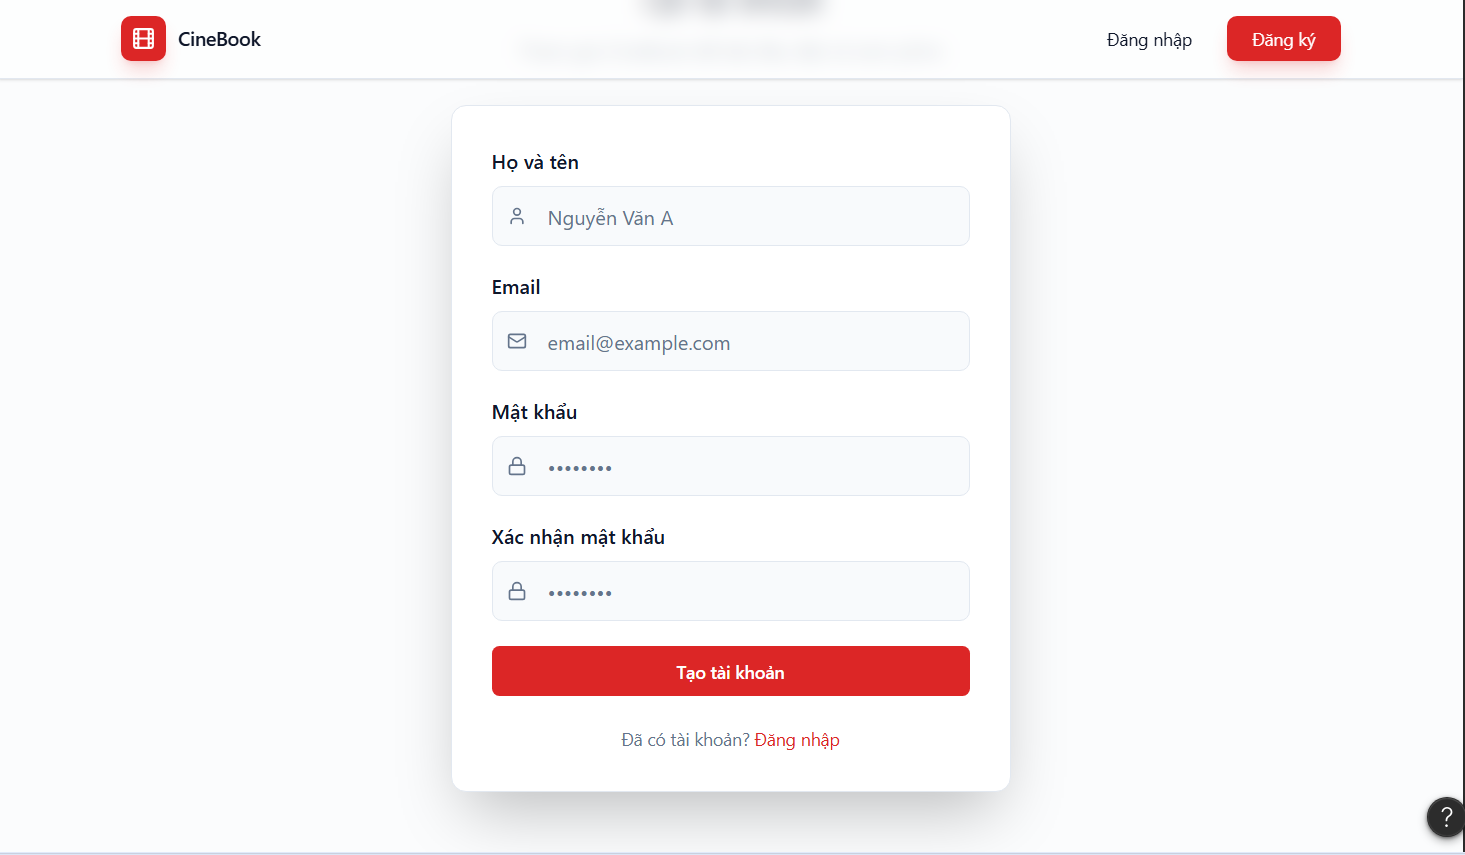 CineBook
Đăng nhập
Đăng ký
Họ và tên
Nguyễn Văn A
Email
email@example.com
Mật khẩu
••••••••
Xác nhận mật khẩu
••••••••
Tạo tài khoản
Đã có tài khoản? Đăng nhập
?